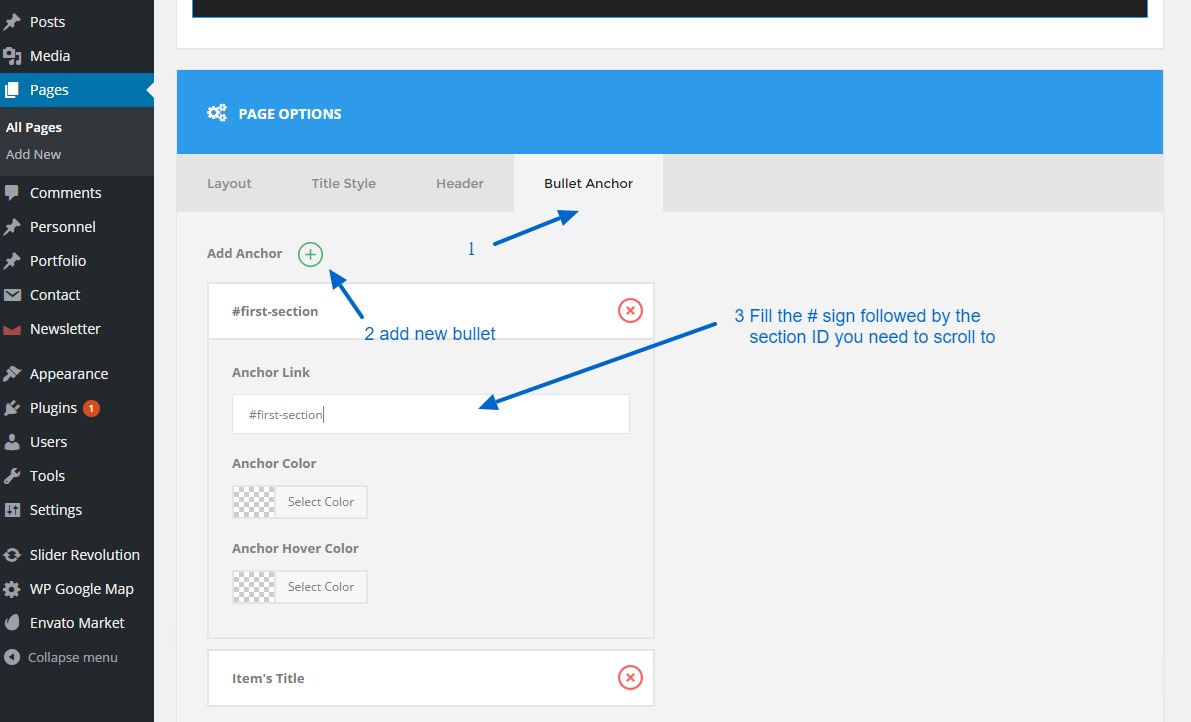 Posts
Media
Pages
All Pages
Add New
Comments
Personnel
Portfolio
Contact
Newsletter
Appearance
Plugins 1
Users
Tools
Settings
Slider Revolution
WP Google Map
Envato Market
Collapse menu
PAGE OPTIONS
Layout Title Style Header Bullet Anchor
1
Add Anchor
#first-section
2 add new bullet
3 Fill the # sign followed by the
section ID you need to scroll to
Anchor Link
#first-section
Anchor Color
Select Color
Anchor Hover Color
Select Color
Item's Title